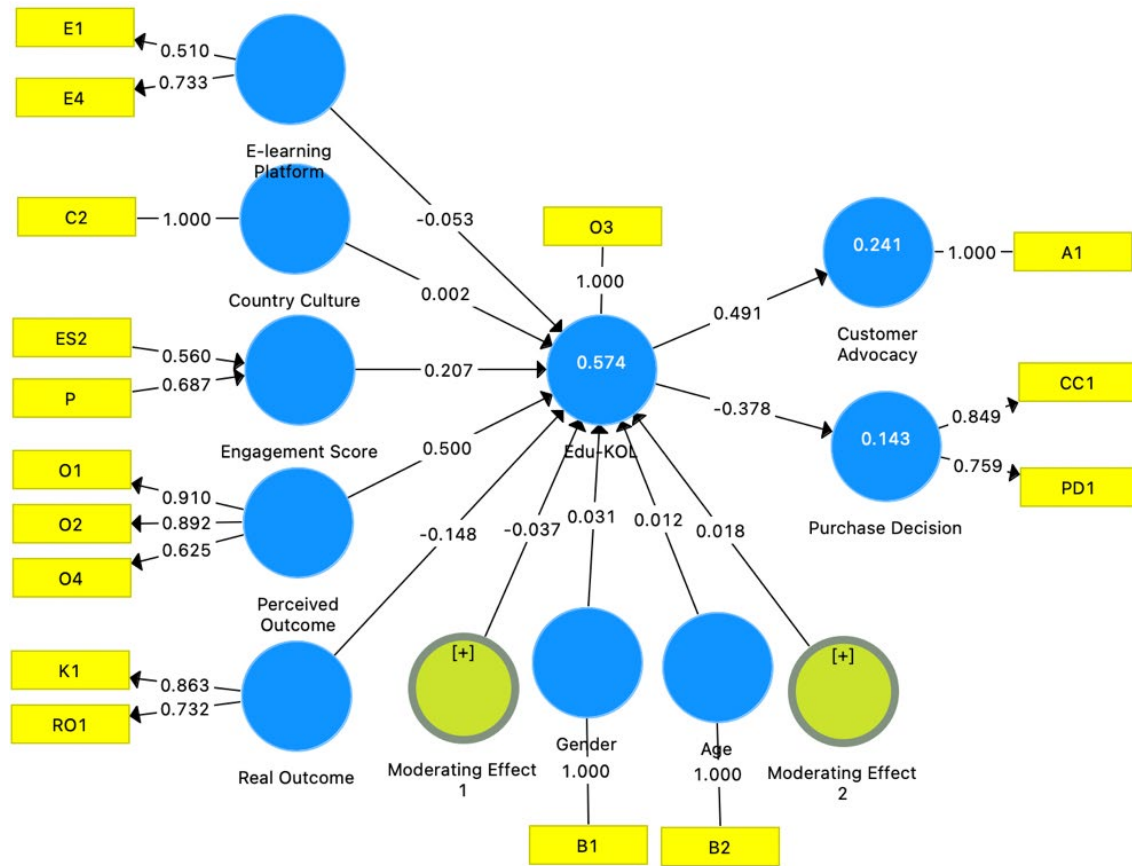 E1
0.510
E4
0.733
E-learning
Platform
C2
1.000
Country Culture
ES2
0.560
P
0.687
Engagement Score
O1
0.910
O2
0.892
O4
0.625
Perceived
Outcome
K1
0.863
RO1
0.732
Real Outcome
-0.053
0.002
0.207
0.500
-0.148
-0.037
0.031
0.012
0.018
O3
1.000
0.574
Edu-KOL
0.491
-0.378
0.241
1.000
A1
Customer
Advocacy
0.143
0.849
CC1
0.759
PD1
Purchase Decision
[+]
Moderating Effect
1
Gender
1.000
B1
Age
1.000
B2
[+]
Moderating Effect
2